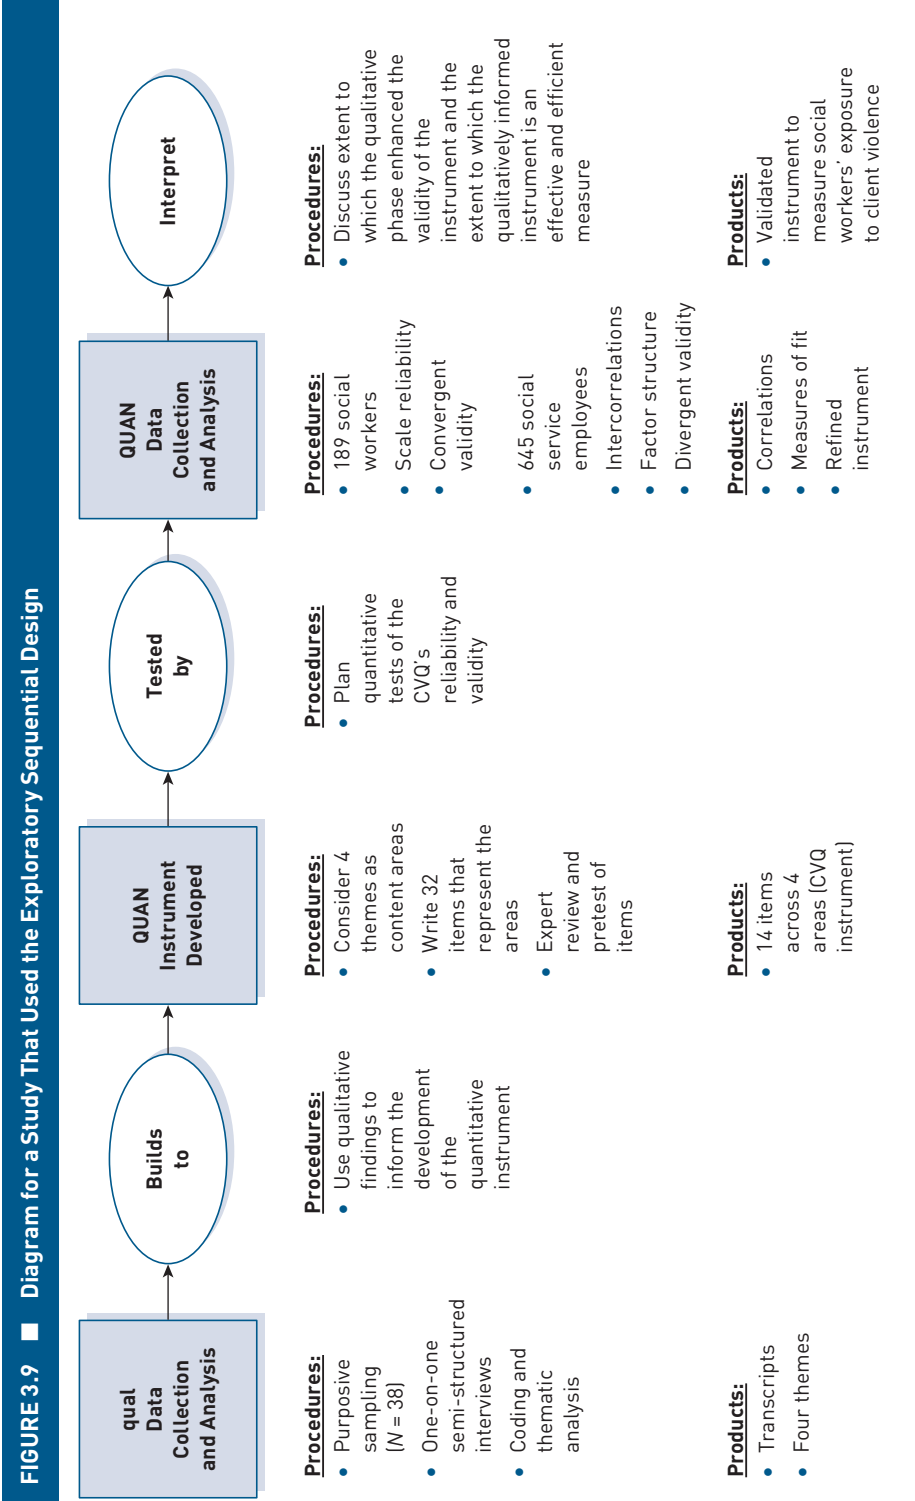 FIGURE 3.9 ■ Diagram for a Study That Used the Exploratory Sequential Design
qual
Data
Collection
and Analysis
Procedures:
• Purposive
sampling
(N = 38)
• One-on-one
semi-structured
interviews
• Coding and
thematic
analysis
Products:
• Transcripts
• Four themes
Builds
to
Procedures:
• Use qualitative
findings to
inform the
development
of the
quantitative
instrument
QUAN
Instrument
Developed
Procedures:
• Consider 4
themes as
content areas
• Write 32
items that
represent the
areas
• Expert
review and
pretest of
items
Products:
• 14 items
across 4
areas (CVQ
instrument)
Tested
by
Procedures:
• Plan
quantitative
tests of the
CVQ's
reliability and
validity
QUAN
Data
Collection
and Analysis
Procedures:
• 189 social
workers
• Scale reliability
• Convergent
validity
• 645 social
service
employees
• Intercorrelations
• Factor structure
• Divergent validity
Products:
• Correlations
• Measures of fit
• Refined
instrument
Interpret
Procedures:
• Discuss extent to
which the qualitative
phase enhanced the
validity of the
instrument and the
extent to which the
qualitatively informed
instrument is an
effective and efficient
measure
Products:
• Validated
instrument to
measure social
workers' exposure
to client violence